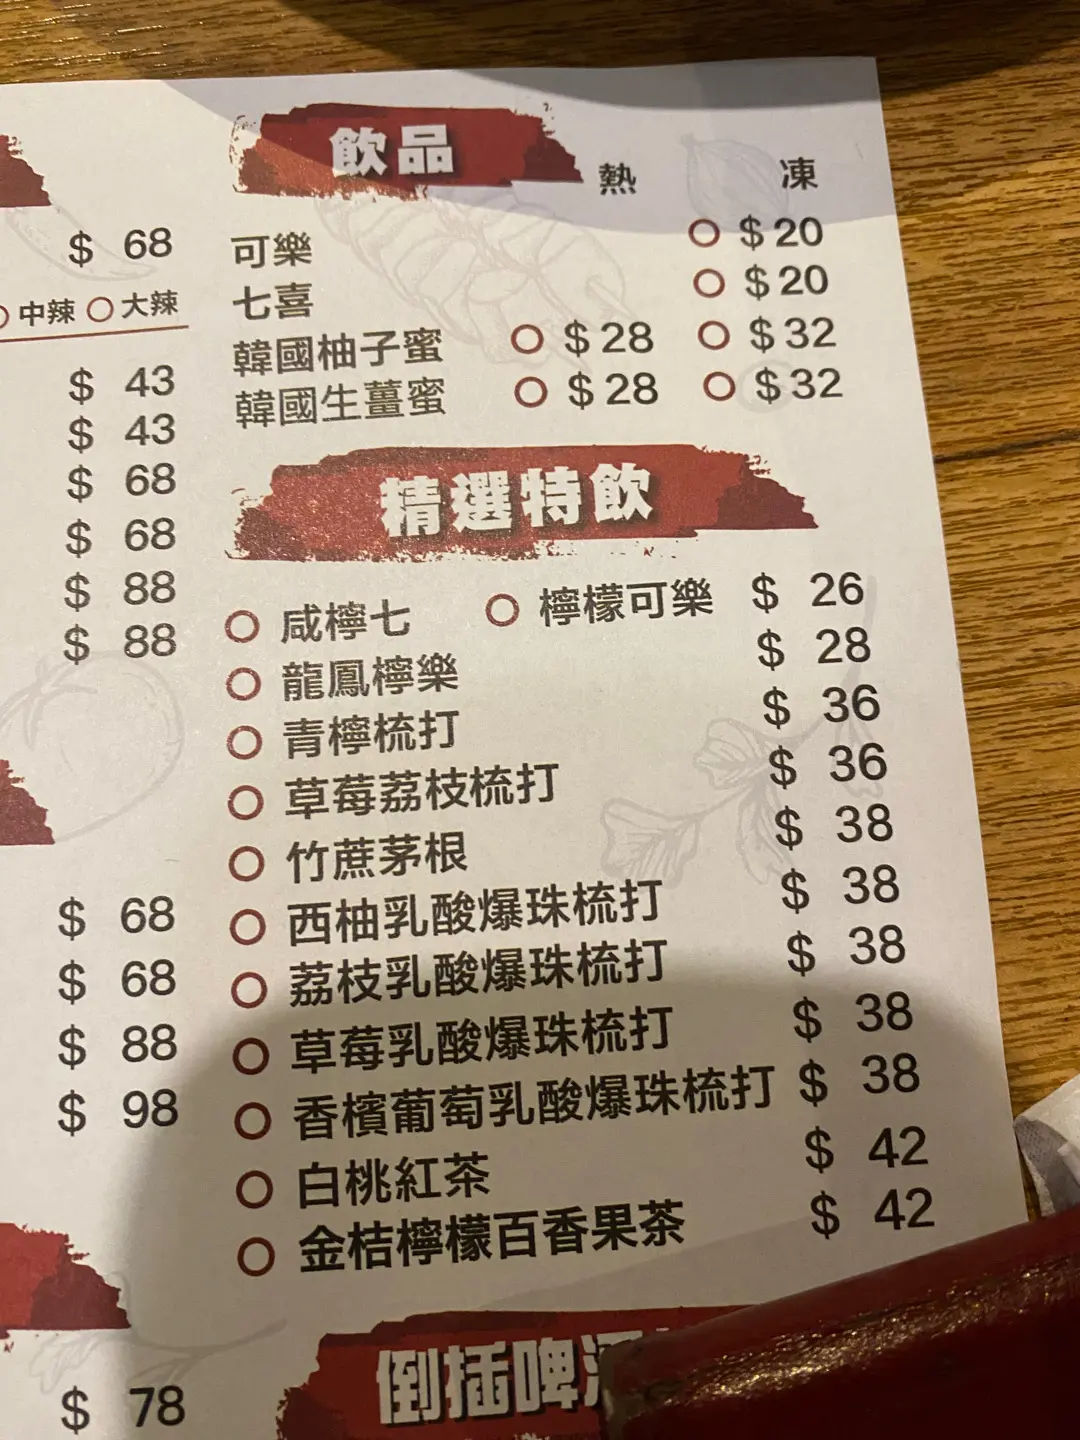 $ 68
中辣 大辣
$ 43
$ 43
$ 68
$ 68
$ 88
$ 88
$ 68
$ 68
$ 88
$ 98
$ 78
飲品 熱 凍
可樂 $20
七喜 $20
韓國柚子蜜 $28 $32
韓國生薑蜜 $28 $32
精選特飲
咸檸七 檸檬可樂 $ 26
龍鳳檸樂 $ 28
青檸梳打 $ 36
草莓荔枝梳打 $ 36
竹蔗茅根 $ 38
西柚乳酸爆珠梳打 $ 38
荔枝乳酸爆珠梳打 $ 38
草莓乳酸爆珠梳打 $ 38
香檳葡萄乳酸爆珠梳打 $ 38
白桃紅茶 $ 42
金桔檸檬百香果茶 $ 42
倒插啤